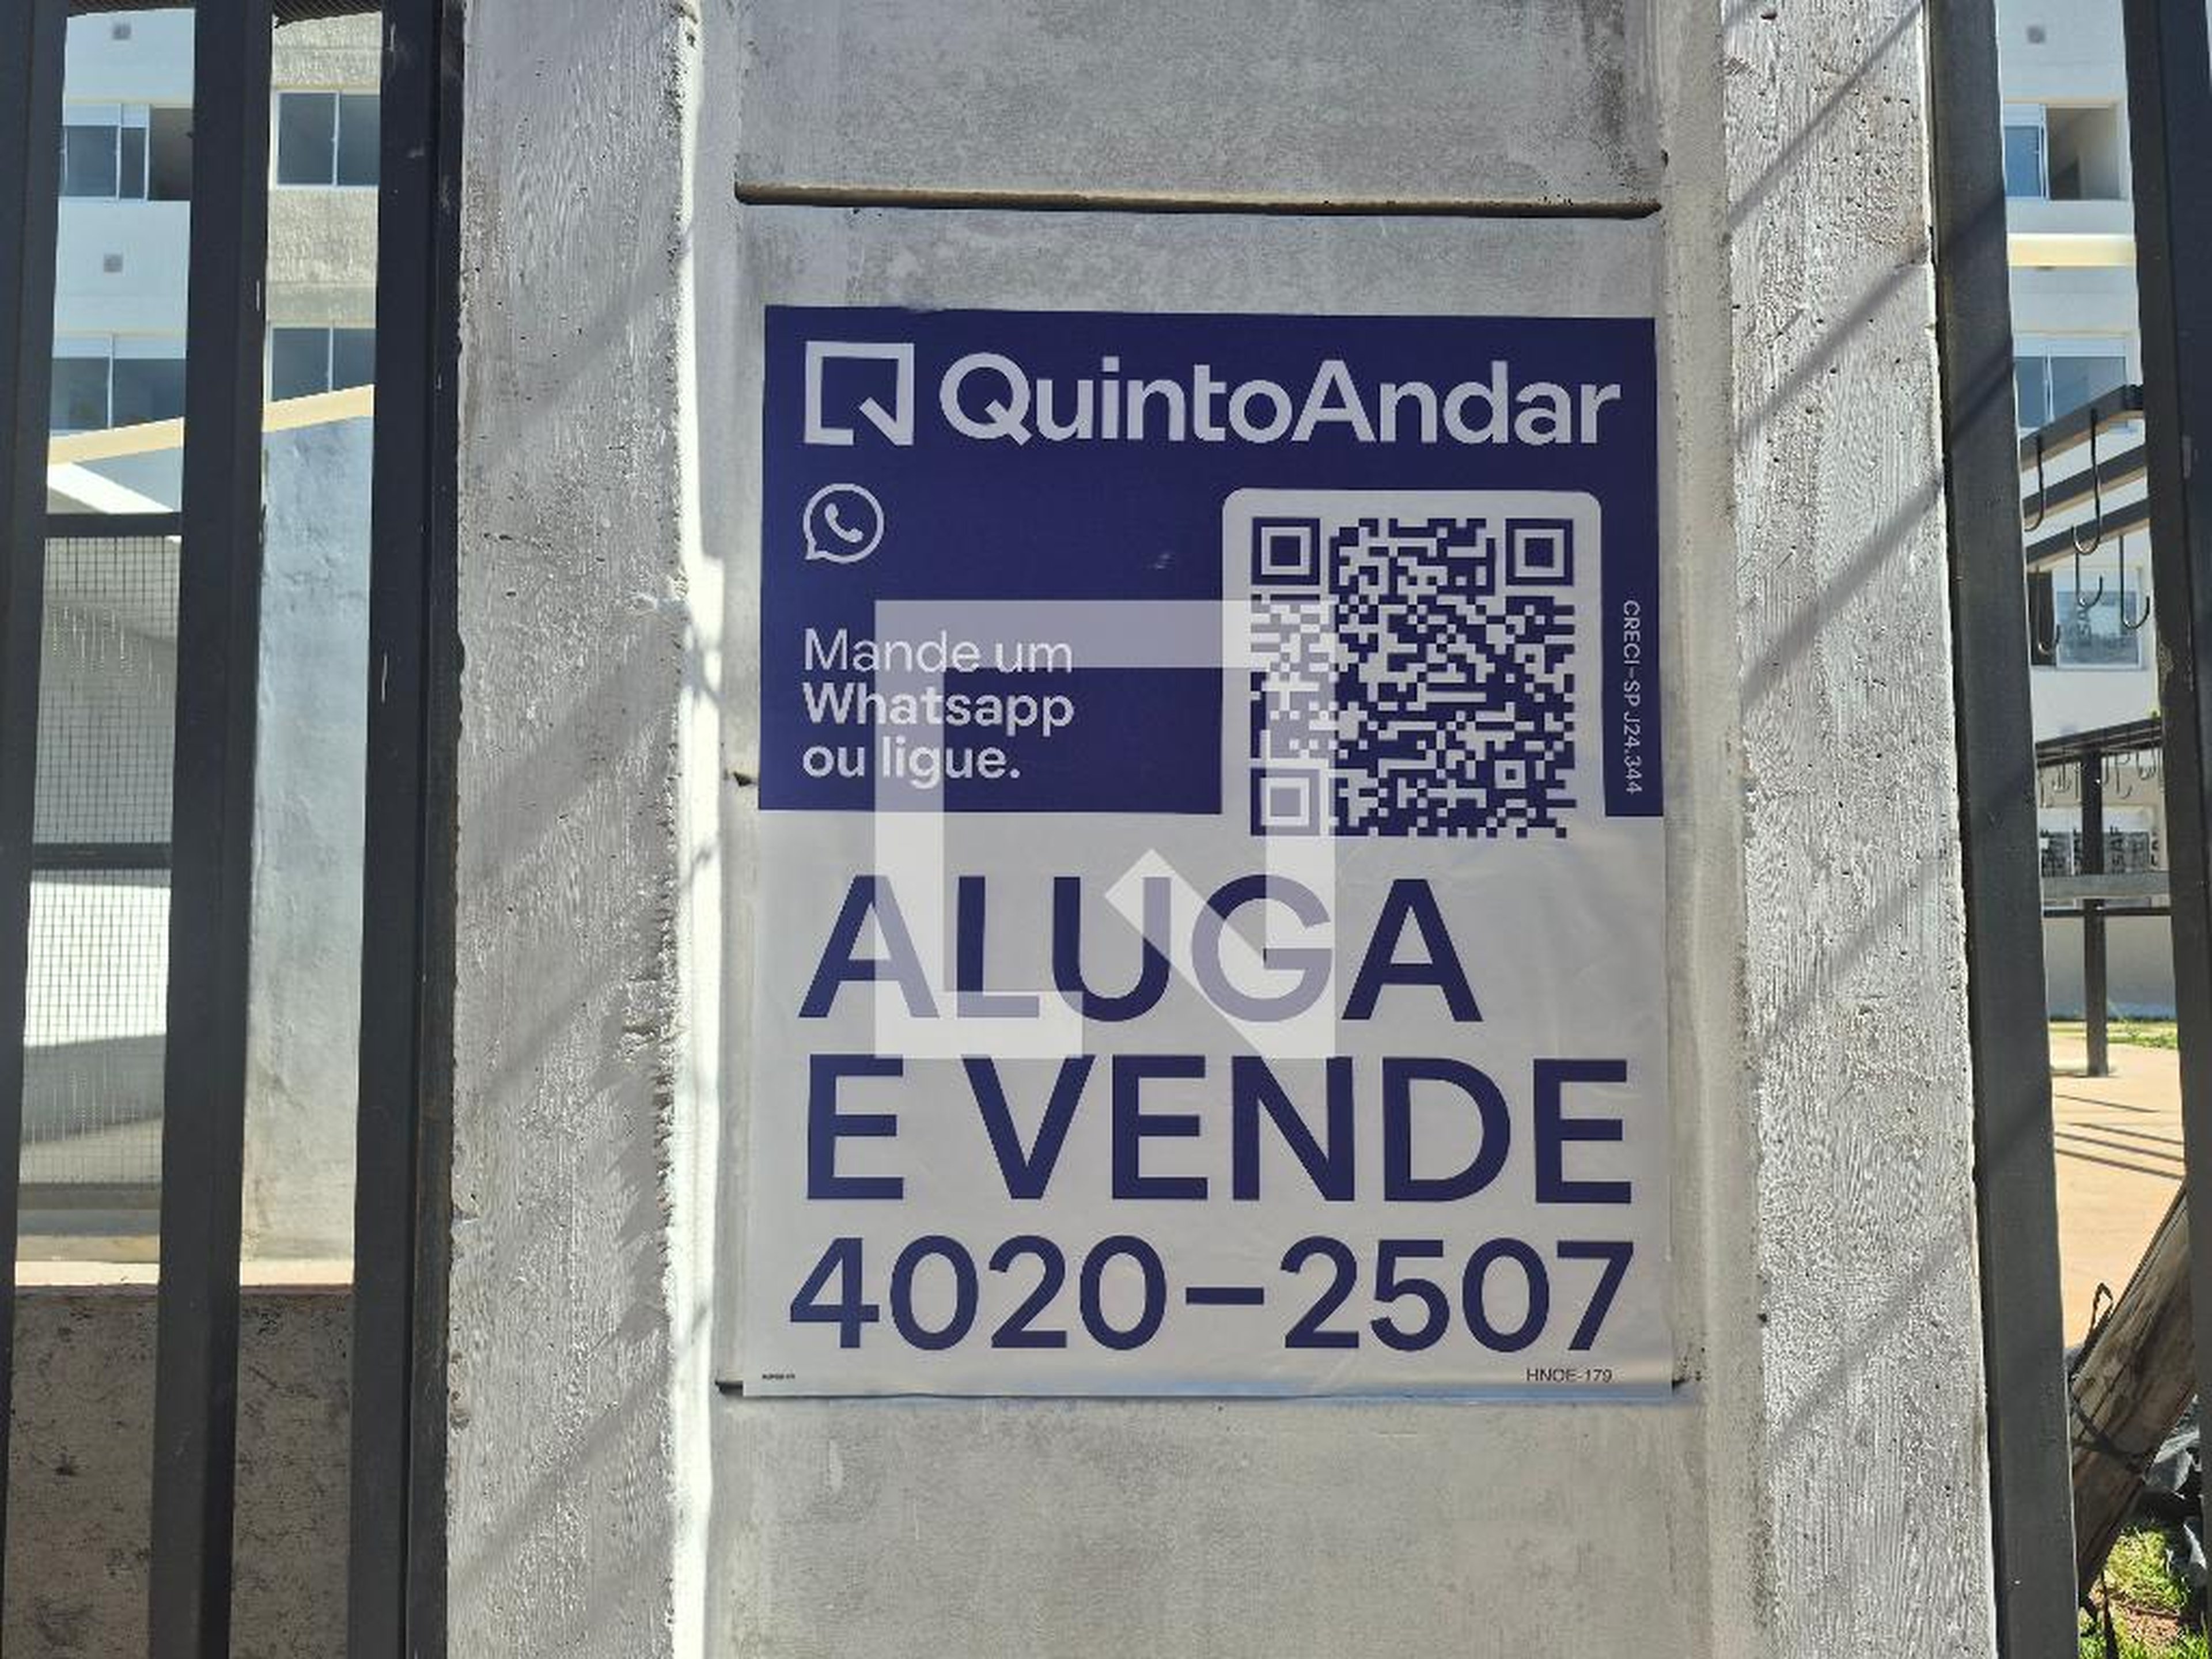 QuintoAndar
Mande um
Whatsapp
ou ligue.
CRECI-SP J24.344
ALUGA
E VENDE
4020-2507
HNOE-179